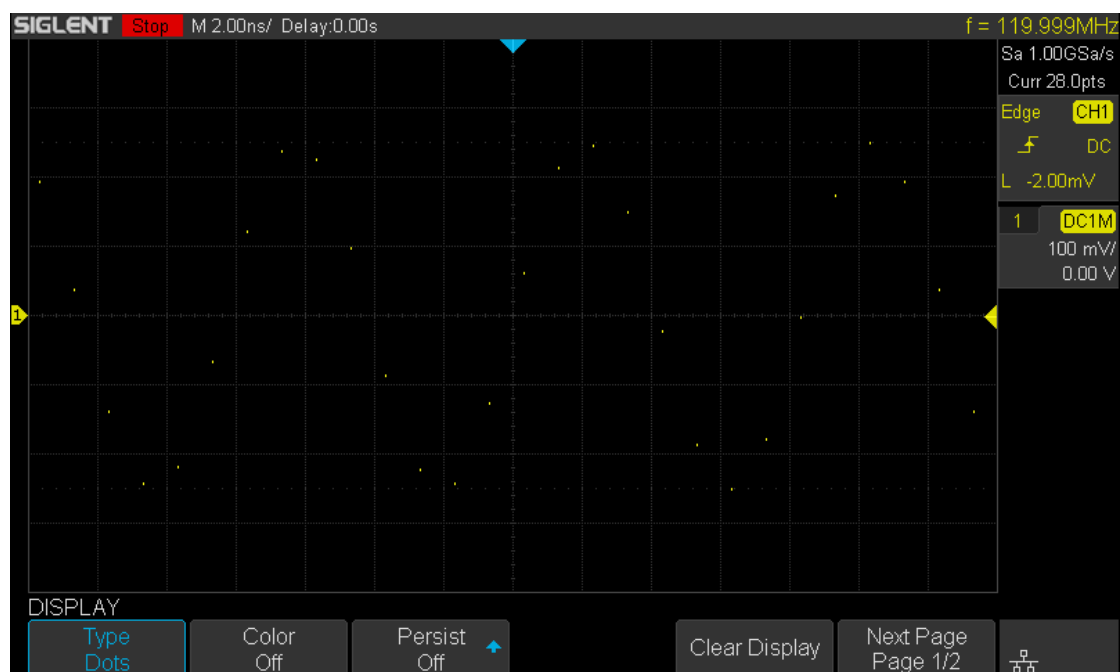 SIGLENT Stop M 2.00ns/ Delay:0.00s f = 119.999MHz
Sa 1.00GSa/s
Curr 28.0pts
Edge CH1
DC
L -2.00mV
1 DC1M
100 mV/
0.00 V
1
DISPLAY
Type
Dots
Color
Off
Persist
Off
Clear Display
Next Page
Page 1/2